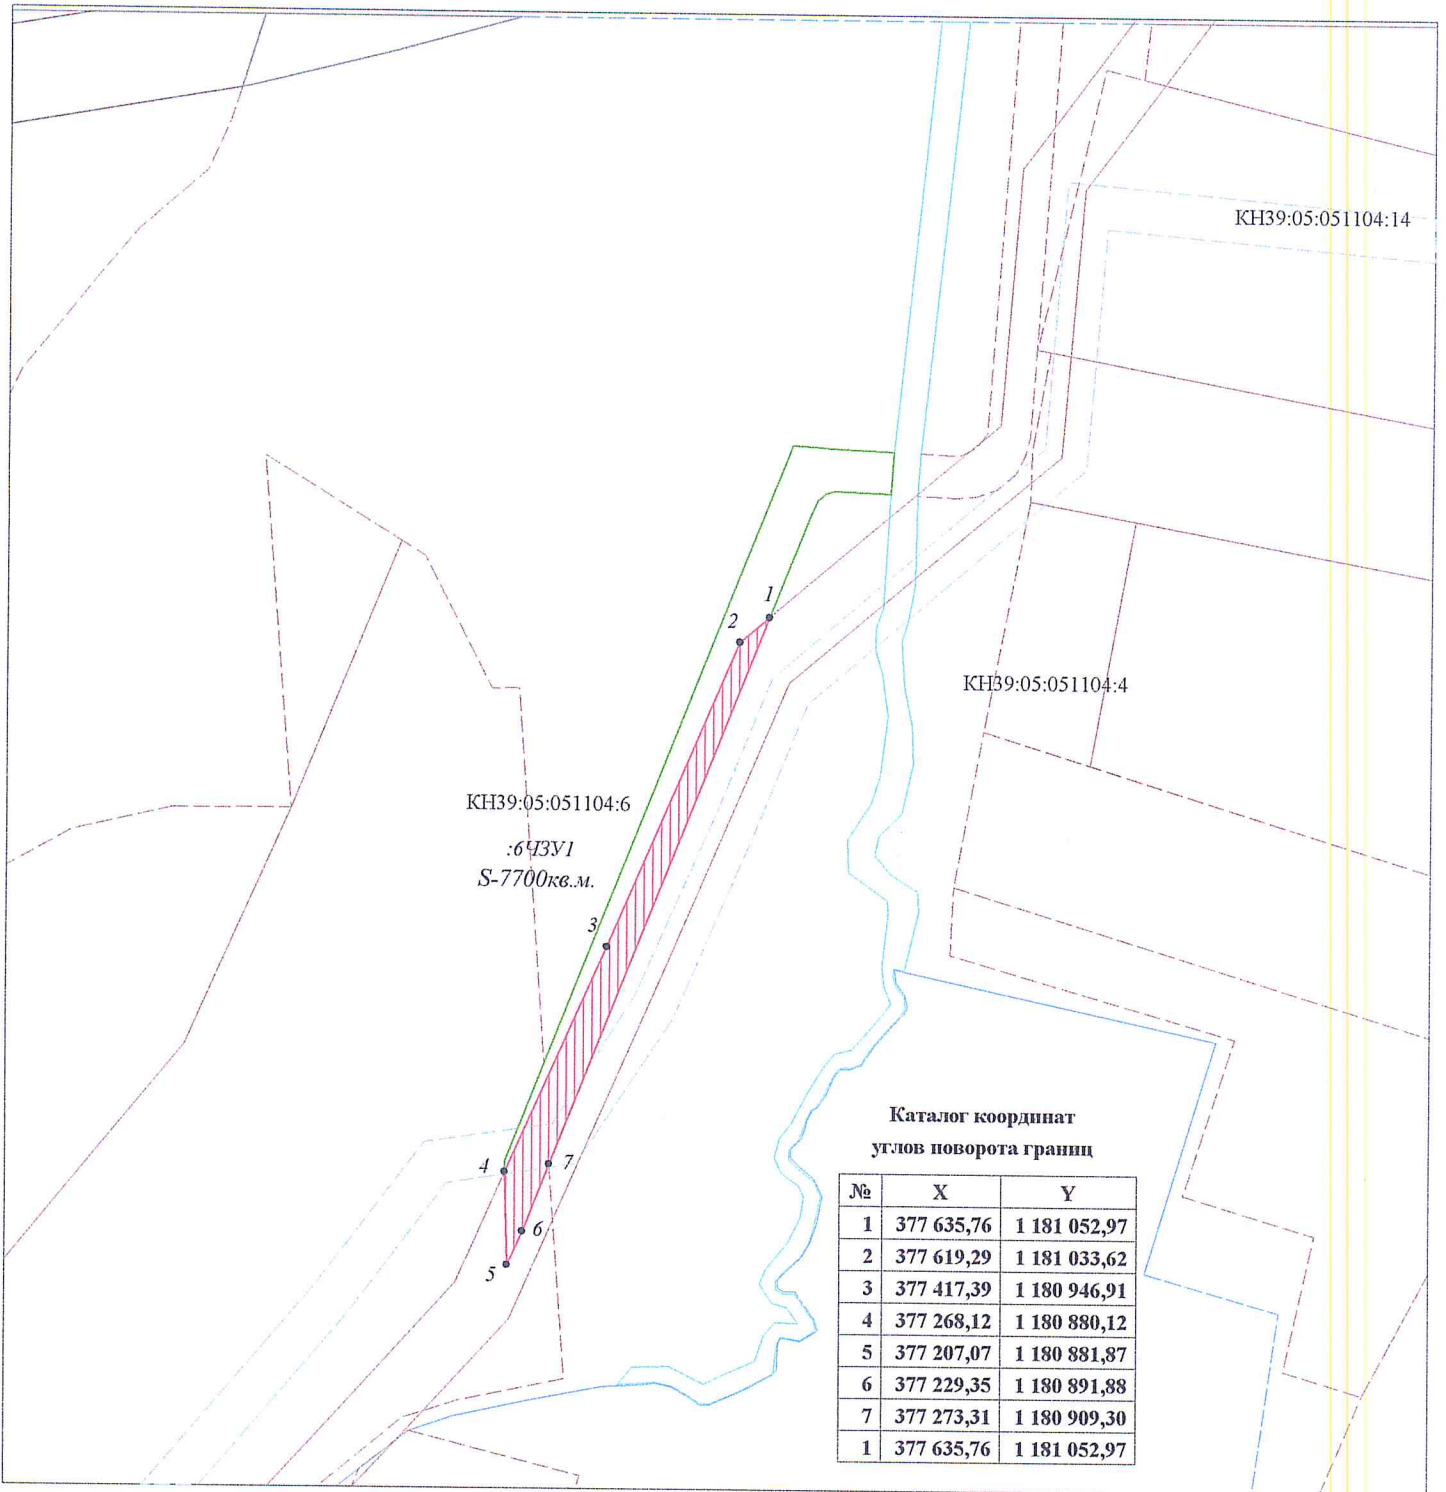 КН39:05:051104:14
1
2
КН39:05:051104:4
КН39:05:051104:6
:6ЧЗУ1
S-7700кв.м.
3
4
7
6
5
Каталог координат
углов поворота границ
№ X Y
1 377 635,76 1 181 052,97
2 377 619,29 1 181 033,62
3 377 417,39 1 180 946,91
4 377 268,12 1 180 880,12
5 377 207,07 1 180 881,87
6 377 229,35 1 180 891,88
7 377 273,31 1 180 909,30
1 377 635,76 1 181 052,97